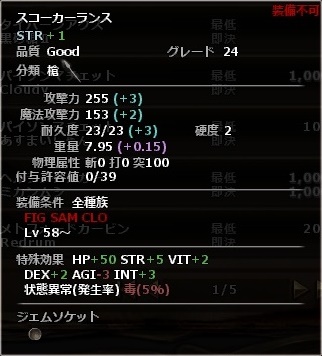 装備不可
スコーカーランス
STR+1
品質 Good グレード 24
分類 槍
攻撃力 255 (+3)
魔法攻撃力 153 (+2)
耐久度 23/23 (+3) 硬度 2
重量 7.95 (+0.15)
物理属性 斬0 打0 突100
付与許容値 0/39
装備条件 全種族
FIG SAM CLO
Lv 58~
特殊効果 HP+50 STR+5 VIT+2
DEX+2 AGI-3 INT+3
状態異常(発生率) 毒(5%)
1/5
ジェムソケット